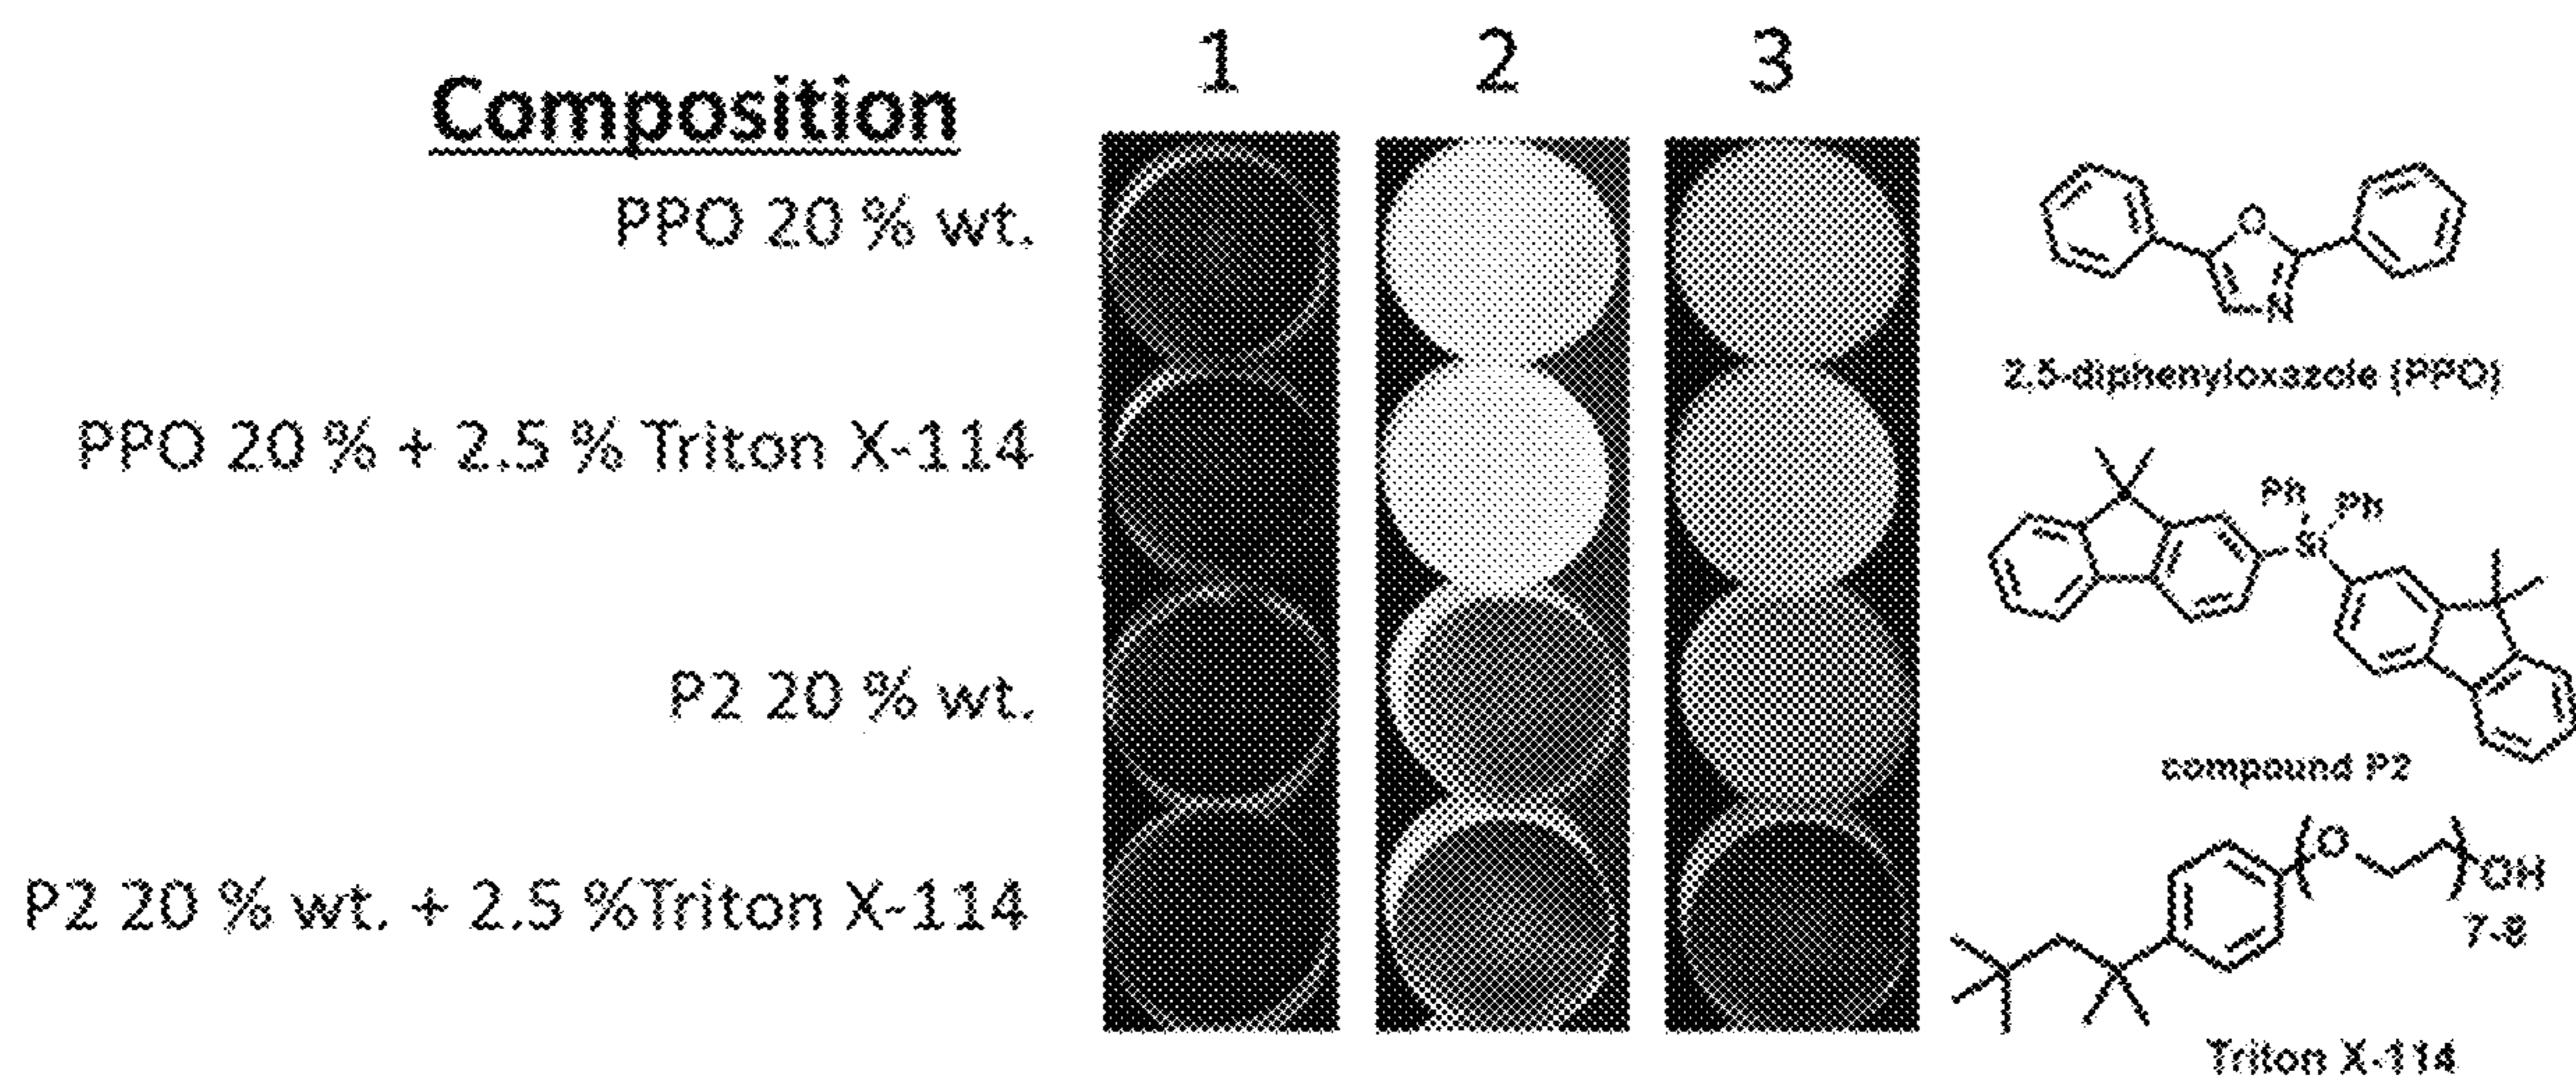 1 2 3
Composition
PPO 20 % wt.
PPO 20 % + 2.5 % Triton X-114
P2 20 % wt.
P2 20 % wt. + 2.5 %Triton X-114
O
N
2,5-diphenyloxazole (PPO)
Ph Ph
Si
compound P2
O
OH
7-8
Triton X-114